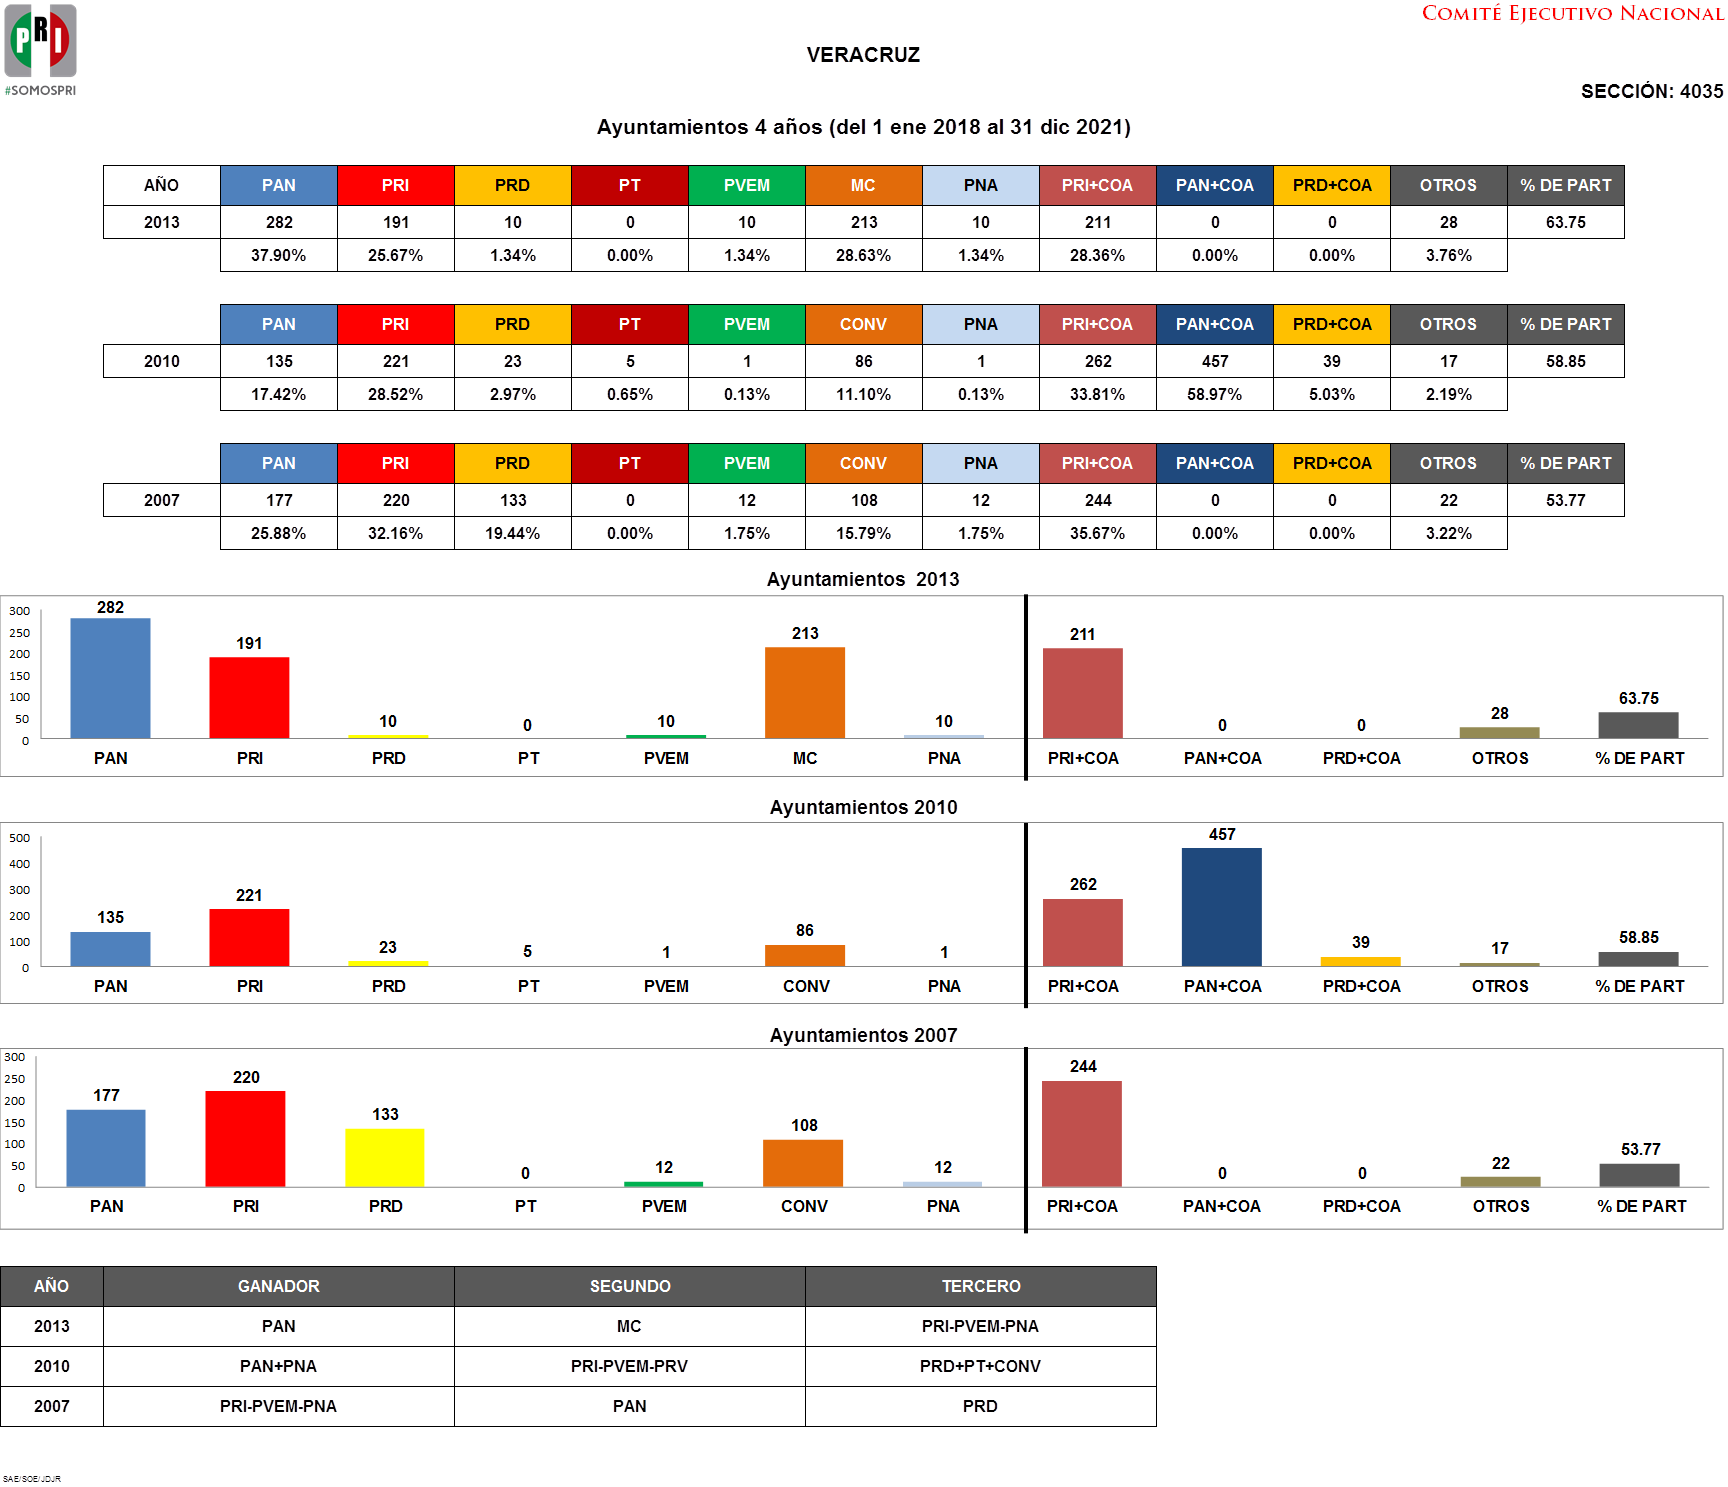 PRI
#SOMOSPRI
COMITÉ EJECUTIVO NACIONAL
VERACRUZ
SECCIÓN: 4035
Ayuntamientos 4 años (del 1 ene 2018 al 31 dic 2021)
AÑO PAN PRI PRD PT PVEM MC PNA PRI+COA PAN+COA PRD+COA OTROS % DE PART
2013 282 191 10 0 10 213 10 211 0 0 28 63.75
37.90% 25.67% 1.34% 0.00% 1.34% 28.63% 1.34% 28.36% 0.00% 0.00% 3.76%
PAN PRI PRD PT PVEM CONV PNA PRI+COA PAN+COA PRD+COA OTROS % DE PART
2010 135 221 23 5 1 86 1 262 457 39 17 58.85
17.42% 28.52% 2.97% 0.65% 0.13% 11.10% 0.13% 33.81% 58.97% 5.03% 2.19%
PAN PRI PRD PT PVEM CONV PNA PRI+COA PAN+COA PRD+COA OTROS % DE PART
2007 177 220 133 0 12 108 12 244 0 0 22 53.77
25.88% 32.16% 19.44% 0.00% 1.75% 15.79% 1.75% 35.67% 0.00% 0.00% 3.22%
Ayuntamientos 2013
300
250
200
150
100
50
0
282 191 10 0 10 213 10 211 0 0 28 63.75
PAN PRI PRD PT PVEM MC PNA PRI+COA PAN+COA PRD+COA OTROS % DE PART
Ayuntamientos 2010
500
400
300
200
100
0
135 221 23 5 1 86 1 262 457 39 17 58.85
PAN PRI PRD PT PVEM CONV PNA PRI+COA PAN+COA PRD+COA OTROS % DE PART
Ayuntamientos 2007
300
250
200
150
100
50
0
177 220 133 0 12 108 12 244 0 0 22 53.77
PAN PRI PRD PT PVEM CONV PNA PRI+COA PAN+COA PRD+COA OTROS % DE PART
AÑO GANADOR SEGUNDO TERCERO
2013 PAN MC PRI-PVEM-PNA
2010 PAN+PNA PRI-PVEM-PRV PRD+PT+CONV
2007 PRI-PVEM-PNA PAN PRD
SAE/SOE/JDJR